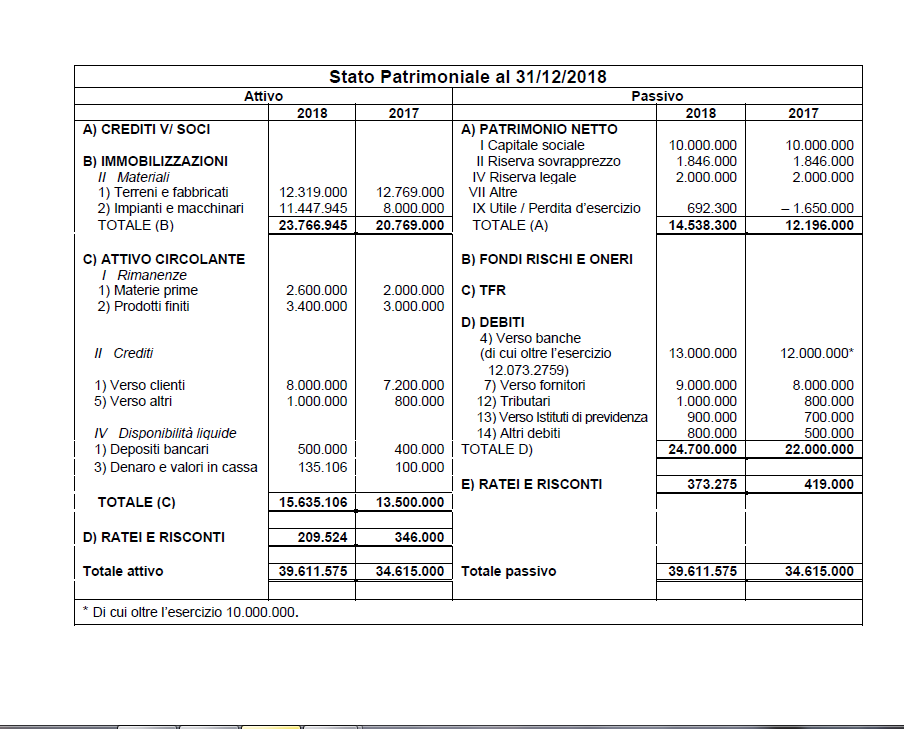 Stato Patrimoniale al 31/12/2018
Attivo Passivo
2018 2017 2018 2017
A) CREDITI V/ SOCI A) PATRIMONIO NETTO
I Capitale sociale 10.000.000 10.000.000
B) IMMOBILIZZAZIONI II Riserva sovrapprezzo 1.846.000 1.846.000
II Materiali IV Riserva legale 2.000.000 2.000.000
1) Terreni e fabbricati 12.319.000 12.769.000 VII Altre
2) Impianti e macchinari 11.447.945 8.000.000 IX Utile / Perdita d'esercizio 692.300 – 1.650.000
TOTALE (B) 23.766.945 20.769.000 TOTALE (A) 14.538.300 12.196.000
C) ATTIVO CIRCOLANTE B) FONDI RISCHI E ONERI
I Rimanenze
1) Materie prime 2.600.000 2.000.000 C) TFR
2) Prodotti finiti 3.400.000 3.000.000
D) DEBITI
4) Verso banche
II Crediti (di cui oltre l'esercizio 13.000.000 12.000.000*
12.073.2759)
1) Verso clienti 8.000.000 7.200.000 7) Verso fornitori 9.000.000 8.000.000
5) Verso altri 1.000.000 800.000 12) Tributari 1.000.000 800.000
13) Verso Istituti di previdenza 900.000 700.000
IV Disponibilità liquide 14) Altri debiti 800.000 500.000
1) Depositi bancari 500.000 400.000 TOTALE D) 24.700.000 22.000.000
3) Denaro e valori in cassa 135.106 100.000
E) RATEI E RISCONTI 373.275 419.000
TOTALE (C) 15.635.106 13.500.000
D) RATEI E RISCONTI 209.524 346.000
Totale attivo 39.611.575 34.615.000 Totale passivo 39.611.575 34.615.000
* Di cui oltre l'esercizio 10.000.000.